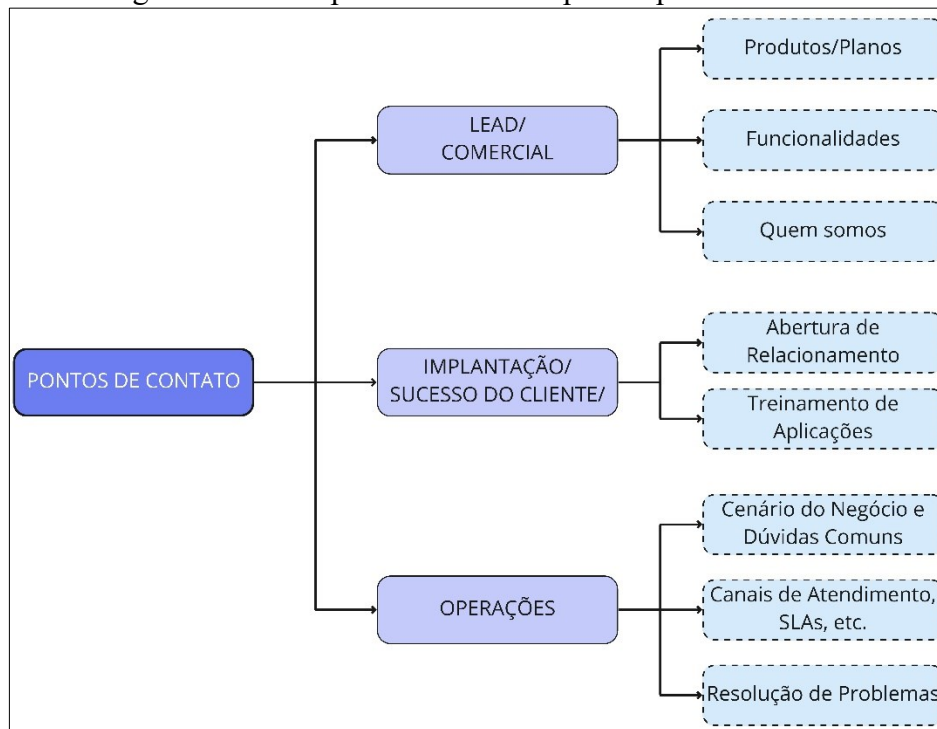 PONTOS DE CONTATO
LEAD/
COMERCIAL
Produtos/Planos
Funcionalidades
Quem somos
IMPLANTAÇÃO/
SUCESSO DO CLIENTE/
Abertura de
Relacionamento
Treinamento de
Aplicações
OPERAÇÕES
Cenário do Negócio e
Dúvidas Comuns
Canais de Atendimento,
SLAs, etc.
Resolução de Problemas